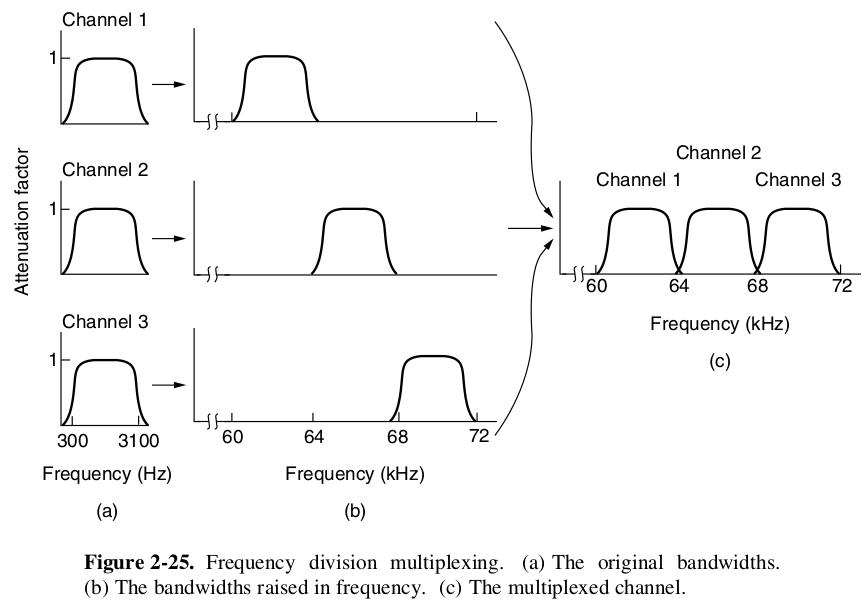 Channel 1
1
Channel 2
1
Attenuation factor
Channel 3
1
300 3100
Frequency (Hz)
(a)
60 64 68 72
Frequency (kHz)
(b)
Channel 2
Channel 1 Channel 3
60 64 68 72
Frequency (kHz)
(c)
Figure 2-25. Frequency division multiplexing. (a) The original bandwidths.
(b) The bandwidths raised in frequency. (c) The multiplexed channel.